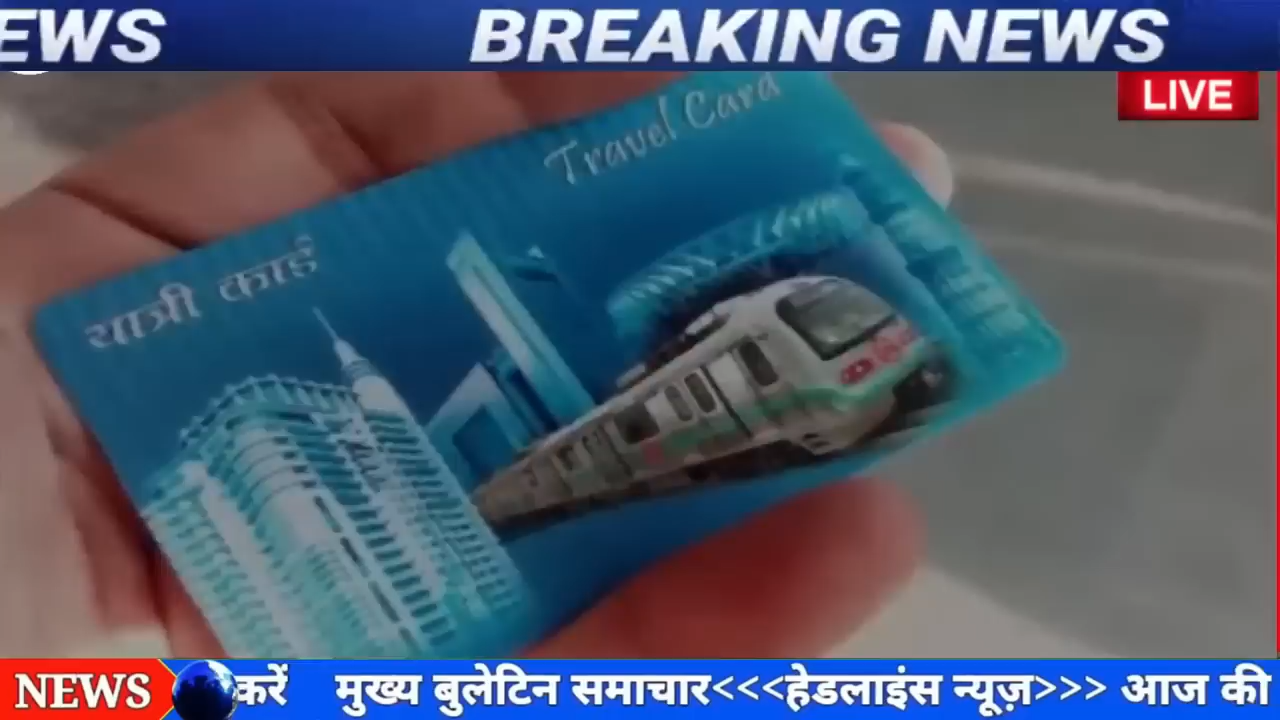 EWS BREAKING NEWS
LIVE
Travel Card
यात्री कार्ड
NEWS करें मुख्य बुलेटिन समाचार<<<हेडलाइंस न्यूज़>>> आज की